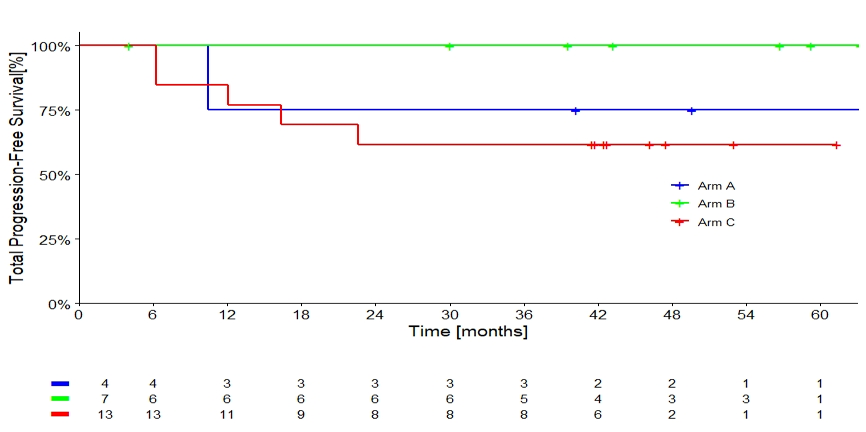 Total Progression-Free Survival[%]
100%
75%
50%
25%
0%
Arm A
Arm B
Arm C
0 6 12 18 24 30 36 42 48 54 60
Time [months]
4 4 3 3 3 3 3 2 2 1 1
7 6 6 6 6 6 5 4 3 3 1
13 13 11 9 8 8 8 6 2 1 1